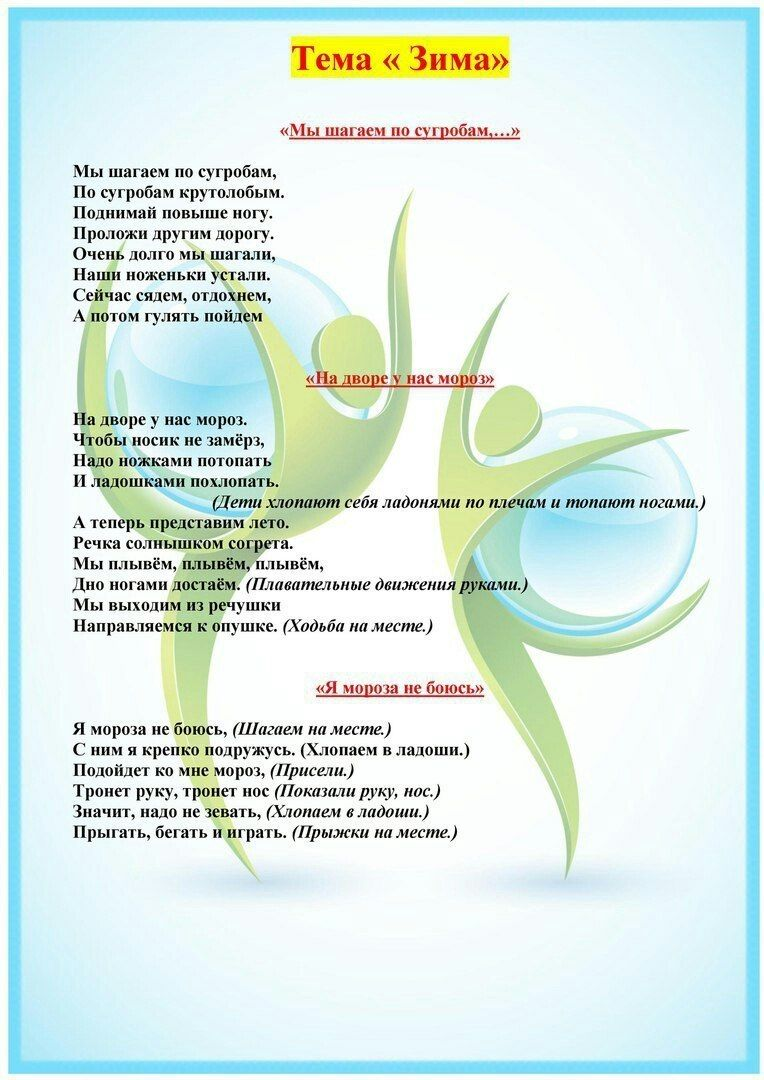 Тема « Зима»
«Мы шагаем по сугробам,…»
Мы шагаем по сугробам,
По сугробам крутолобым.
Поднимай повыше ногу.
Проложи другим дорогу.
Очень долго мы шагали,
Наши ноженьки устали.
Сейчас сядем, отдохнем,
А потом гулять пойдем
«На дворе у нас мороз»
На дворе у нас мороз.
Чтобы носик не замёрз,
Надо ножками потопать
И ладошками похлопать.
(Дети хлопают себя ладонями по плечам и топают ногами.)
А теперь представим лето.
Речка солнышком согрета.
Мы плывём, плывём, плывём,
Дно ногами достаём. (Плавательные движения руками.)
Мы выходим из речушки
Направляемся к опушке. (Ходьба на месте.)
«Я мороза не боюсь»
Я мороза не боюсь, (Шагаем на месте.)
С ним я крепко подружусь. (Хлопаем в ладоши.)
Подойдет ко мне мороз, (Присели.)
Тронет руку, тронет нос (Показали руку, нос.)
Значит, надо не зевать, (Хлопаем в ладоши.)
Прыгать, бегать и играть. (Прыжки на месте.)